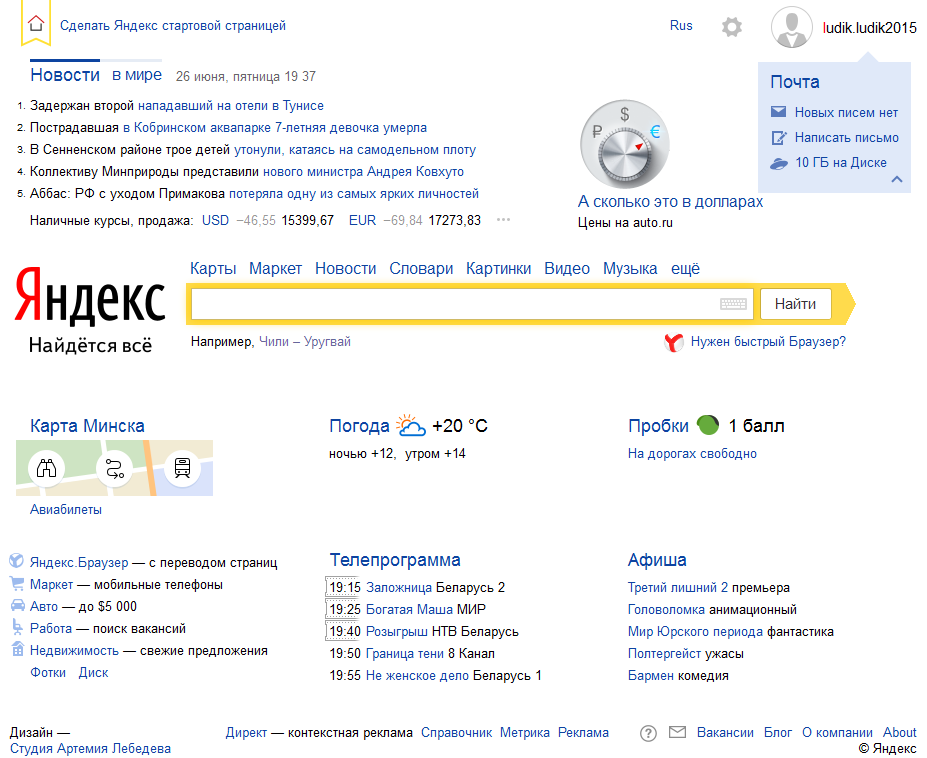 Сделать Яндекс стартовой страницей
Rus
ludik.ludik2015
Новости в мире 26 июня, пятница 19 37
1. Задержан второй нападавший на отели в Тунисе
2. Пострадавшая в Кобринском аквапарке 7-летняя девочка умерла
3. В Сенненском районе трое детей утонули, катаясь на самодельном плоту
4. Коллективу Минприроды представили нового министра Андрея Ковхуто
5. Аббас: РФ с уходом Примакова потеряла одну из самых ярких личностей
Наличные курсы, продажа: USD −46,55 15399,67 EUR −69,84 17273,83 ···
₽ $ €
А сколько это в долларах
Цены на auto.ru
Почта
Новых писем нет
Написать письмо
10 ГБ на Диске
Карты Маркет Новости Словари Картинки Видео Музыка ещё
Яндекс
Найдётся всё
Найти
Например, Чили – Уругвай
Нужен быстрый Браузер?
Карта Минска
Авиабилеты
Погода +20 °C
ночью +12, утром +14
Пробки 1 балл
На дорогах свободно
Яндекс.Браузер — с переводом страниц
Маркет — мобильные телефоны
Авто — до $5 000
Работа — поиск вакансий
Недвижимость — свежие предложения
Фотки Диск
Телепрограмма
19:15 Заложница Беларусь 2
19:25 Богатая Маша МИР
19:40 Розыгрыш НТВ Беларусь
19:50 Граница тени 8 Канал
19:55 Не женское дело Беларусь 1
Афиша
Третий лишний 2 премьера
Головоломка анимационный
Мир Юрского периода фантастика
Полтергейст ужасы
Бармен комедия
Дизайн —
Студия Артемия Лебедева
Директ — контекстная реклама Справочник Метрика Реклама
? Вакансии Блог О компании About
© Яндекс